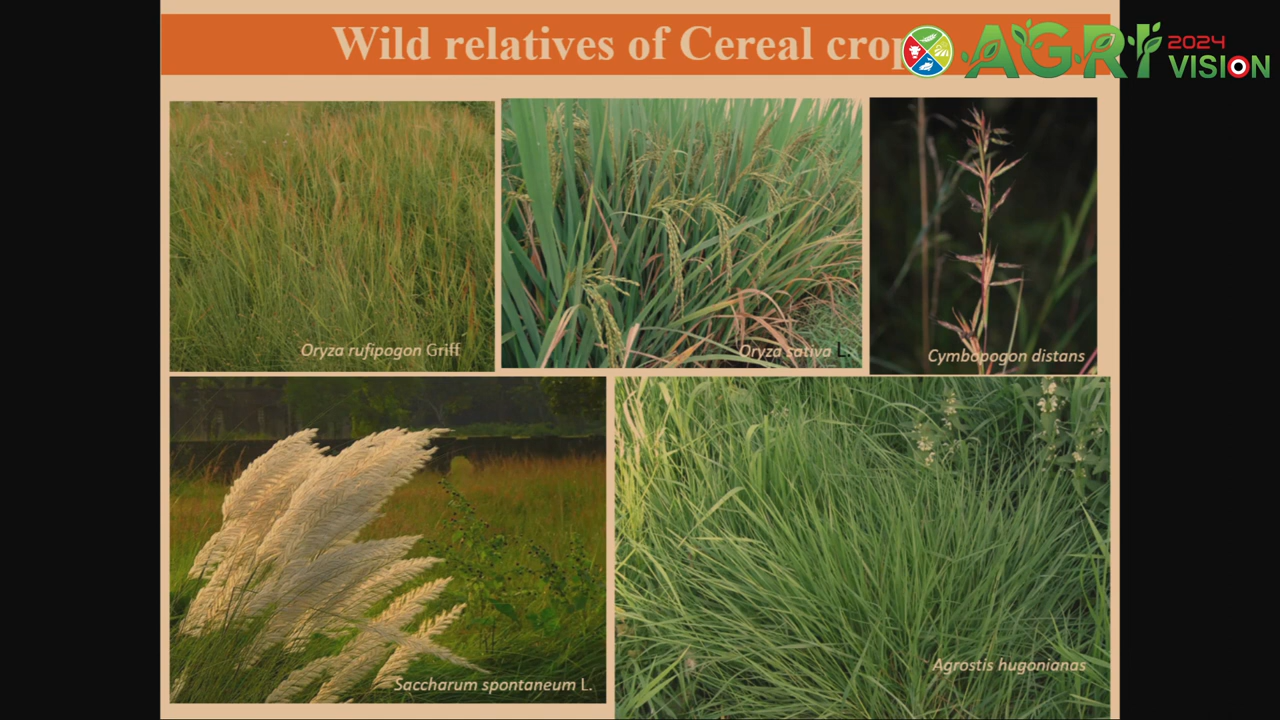 Wild relatives of Cereal crop
AGRI
2024
VISION
Oryza rufipogon Griff
Oryza sativa L.
Cymbopogon distans
Saccharum spontaneum L.
Agrostis hugonianas